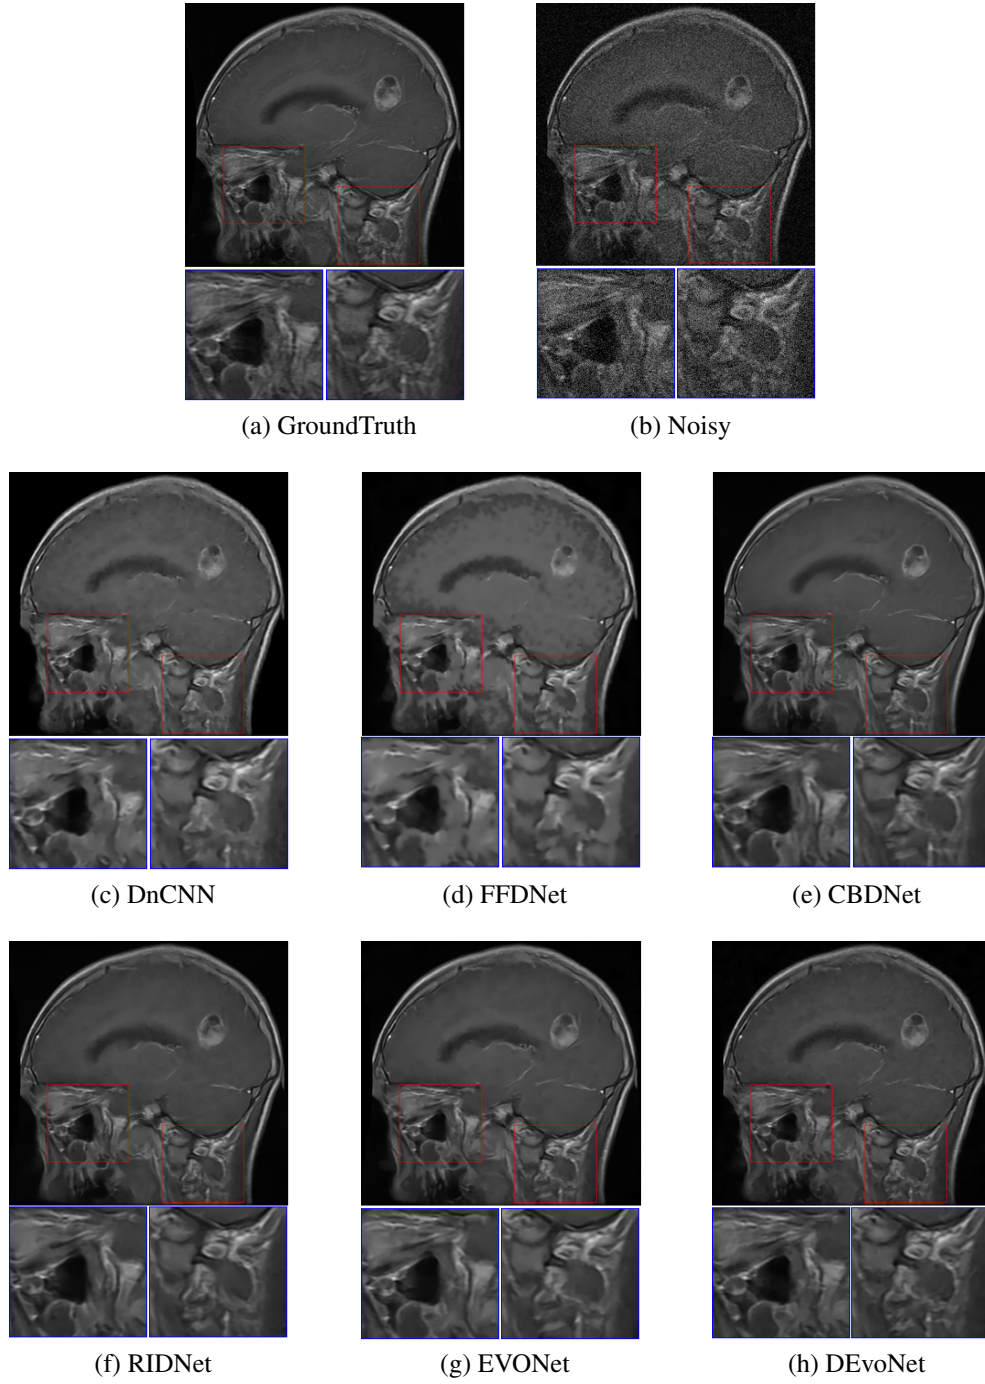 (a) GroundTruth
(b) Noisy
(c) DnCNN
(d) FFDNet
(e) CBDNet
(f) RIDNet
(g) EVONet
(h) DEvoNet